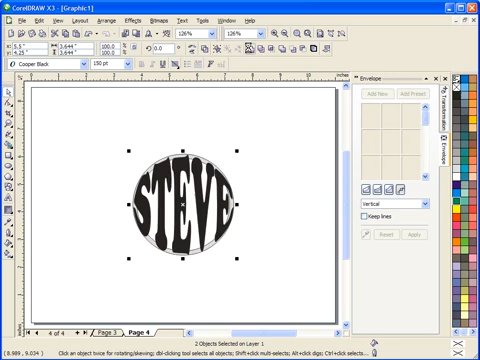 CorelDRAW X3 - [Graphic1]
File Edit View Layout Arrange Effects Bitmaps Text Tools Window Help
126% 126%
x: 5.5 " 3.644 " 100.0
y: 4.25 " 3.644 " 100.0 0.0
Cooper Black 150 pt
inches
Envelope
Add New Add Preset
Transformation
Envelope
STEVE
Vertical
Keep lines
Reset Apply
4 of 4 Page 3 Page 4
2 Objects Selected on Layer 1
( 8.989 , 9.034 ) Click an object twice for rotating/skewing; dbl-clicking tool selects all objects; Shift+click multi-selects; Alt+click digs; Ctrl+click selects...